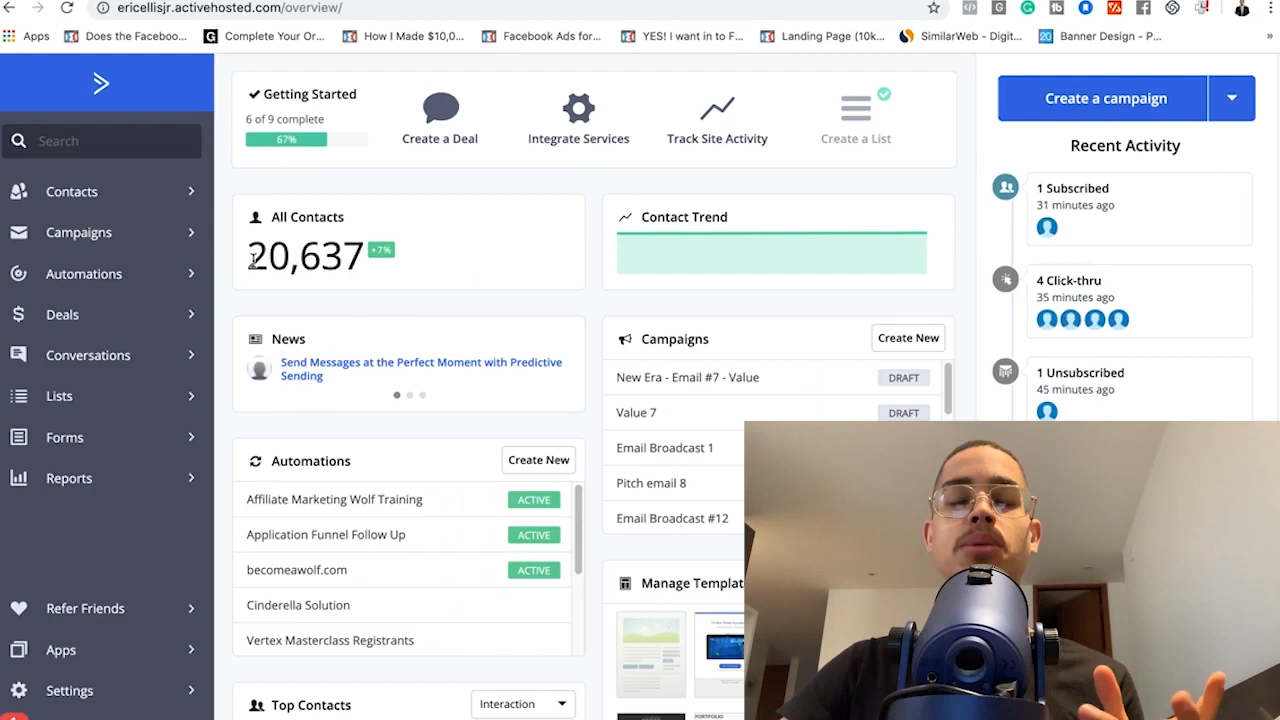 ericellisjr.activehosted.com/overview/
Apps
Does the Faceboo...
Complete Your Or...
How I Made $10,0...
Facebook Ads for...
YES! I want in to F...
Landing Page (10k...
SimilarWeb - Digit...
Banner Design - P...
»
Search
Contacts
Campaigns
Automations
Deals
Conversations
Lists
Forms
Reports
Refer Friends
Apps
Settings
Getting Started
6 of 9 complete
67%
Create a Deal
Integrate Services
Track Site Activity
Create a List
All Contacts
20,637 +7%
Contact Trend
News
Send Messages at the Perfect Moment with Predictive
Sending
Campaigns
Create New
New Era - Email #7 - Value DRAFT
Value 7 DRAFT
Email Broadcast 1
Pitch email 8
Email Broadcast #12
Automations
Create New
Affiliate Marketing Wolf Training ACTIVE
Application Funnel Follow Up ACTIVE
becomeawolf.com ACTIVE
Cinderella Solution
Vertex Masterclass Registrants
Manage Templat
PORTFOLIO
Top Contacts
Interaction
Create a campaign
Recent Activity
1 Subscribed
31 minutes ago
4 Click-thru
35 minutes ago
1 Unsubscribed
45 minutes ago